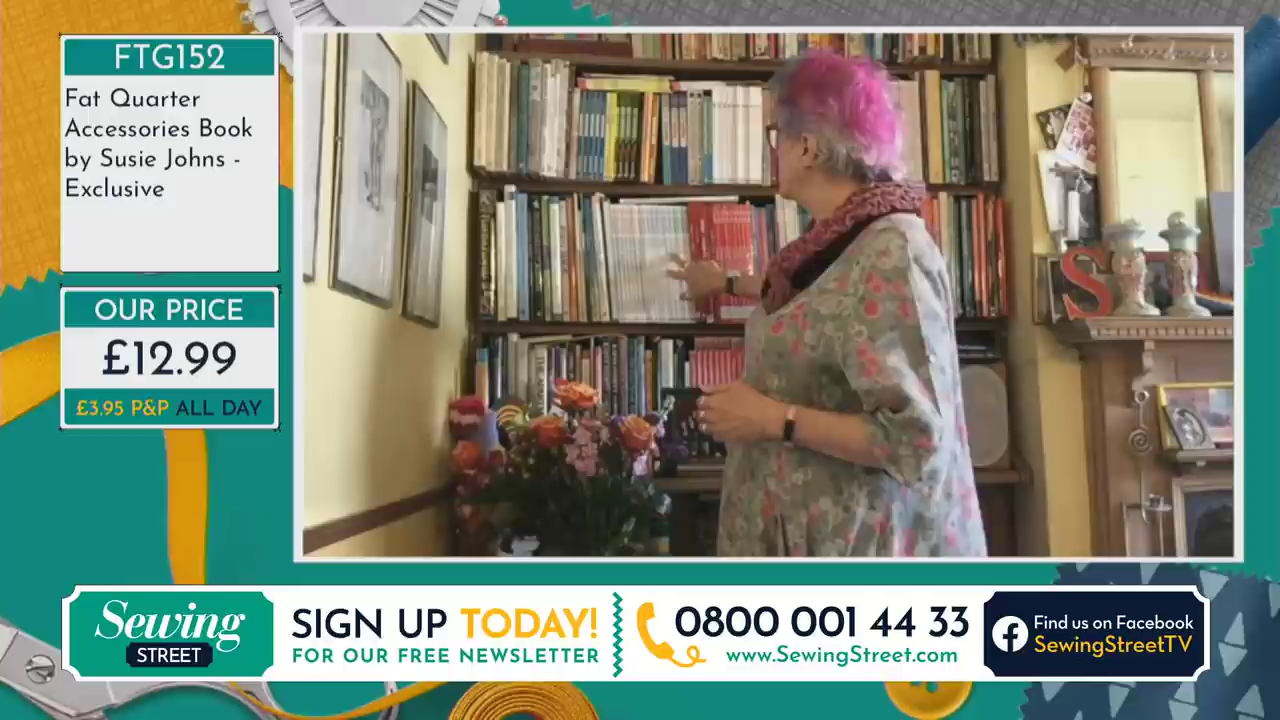 FTG152
Fat Quarter
Accessories Book
by Susie Johns -
Exclusive
OUR PRICE
£12.99
£3.95 P&P ALL DAY
S
Sewing
STREET
SIGN UP TODAY!
FOR OUR FREE NEWSLETTER
0800 001 44 33
www.SewingStreet.com
Find us on Facebook
SewingStreetTV